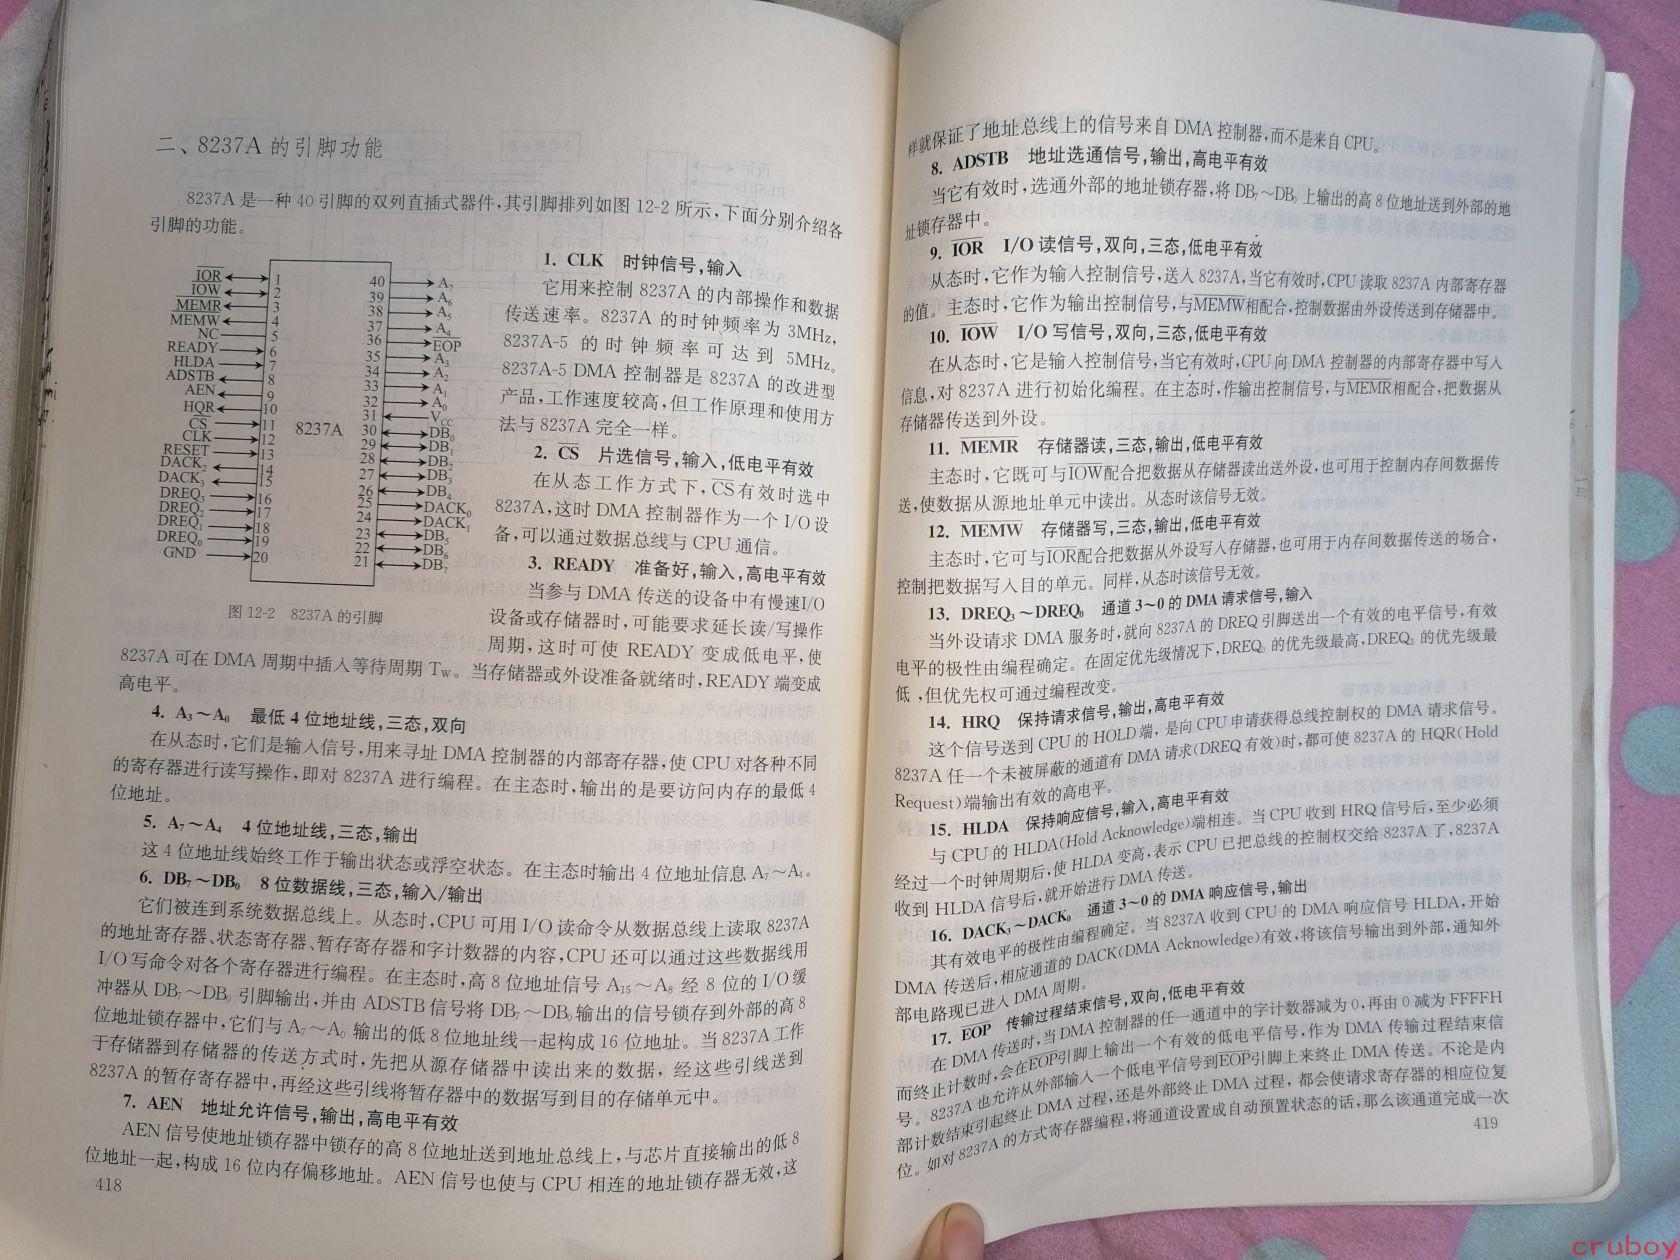 二、8237A 的引脚功能
8237A 是一种 40 引脚的双列直插式器件,其引脚排列如图 12-2 所示,下面分别介绍各
引脚的功能。
IOR
IOW
MEMR
MEMW
NC
READY
HLDA
ADSTB
AEN
HQR
CS
CLK
RESET
DACK₂
DACK₃
DREQ₃
DREQ₂
DREQ₁
DREQ₀
GND
1
2
3
4
5
6
7
8
9
10
11
12
13
14
15
16
17
18
19
20
8237A
40
39
38
37
36
35
34
33
32
31
30
29
28
27
26
25
24
23
22
21
A₇
A₆
A₅
A₄
EOP
A₃
A₂
A₁
A₀
V_CC
DB₀
DB₁
DB₂
DB₃
DB₄
DACK₀
DACK₁
DB₅
DB₆
DB₇
图 12-2 8237A 的引脚
1. CLK 时钟信号,输入
它用来控制 8237A 的内部操作和数据
传送速率。8237A 的时钟频率为 3MHz,
8237A-5 的时钟频率可达到 5MHz。
8237A-5 DMA 控制器是 8237A 的改进型
产品,工作速度较高,但工作原理和使用方
法与 8237A 完全一样。
2. CS 片选信号,输入,低电平有效
在从态工作方式下,CS有效时选中
8237A,这时 DMA 控制器作为一个 I/O 设
备,可以通过数据总线与 CPU 通信。
3. READY 准备好,输入,高电平有效
当参与 DMA 传送的设备中有慢速I/O
设备或存储器时,可能要求延长读/写操作
周期,这时可使 READY 变成低电平,使
8237A 可在 DMA 周期中插入等待周期 Tw。当存储器或外设准备就绪时,READY 端变成
高电平。
4. A₃～A₀ 最低 4 位地址线,三态,双向
在从态时,它们是输入信号,用来寻址 DMA 控制器的内部寄存器,使 CPU 对各种不同
的寄存器进行读写操作,即对 8237A 进行编程。在主态时,输出的是要访问内存的最低 4
位地址。
5. A₇～A₄ 4 位地址线,三态,输出
这 4 位地址线始终工作于输出状态或浮空状态。在主态时输出 4 位地址信息 A₇～A₄。
6. DB₇～DB₀ 8 位数据线,三态,输入/输出
它们被连到系统数据总线上。从态时,CPU 可用 I/O 读命令从数据总线上读取 8237A
的地址寄存器、状态寄存器、暂存寄存器和字计数器的内容,CPU 还可以通过这些数据线用
I/O 写命令对各个寄存器进行编程。在主态时,高 8 位地址信号 A₁₅～A₈ 经 8 位的 I/O 缓
冲器从 DB₇～DB₀ 引脚输出,并由 ADSTB 信号将 DB₇～DB₀输出的信号锁存到外部的高 8
位地址锁存器中,它们与 A₇～A₀ 输出的低 8 位地址线一起构成 16 位地址。当 8237A 工作
于存储器到存储器的传送方式时,先把从源存储器中读出来的数据,经这些引线送到
8237A 的暂存寄存器中,再经这些引线将暂存器中的数据写到目的存储单元中。
7. AEN 地址允许信号,输出,高电平有效
AEN 信号使地址锁存器中锁存的高 8 位地址送到地址总线上,与芯片直接输出的低 8
位地址一起,构成 16 位内存偏移地址。AEN 信号也使与 CPU 相连的地址锁存器无效,这
418
样就保证了地址总线上的信号来自 DMA 控制器,而不是来自 CPU。
8. ADSTB 地址选通信号,输出,高电平有效
当它有效时,选通外部的地址锁存器,将 DB₇～DB₀ 上输出的高 8 位地址送到外部的地
址锁存器中。
9. IOR I/O 读信号,双向,三态,低电平有效
从态时,它作为输入控制信号,送入 8237A,当它有效时,CPU 读取 8237A 内部寄存器
的值。主态时,它作为输出控制信号,与MEMW相配合,控制数据由外设传送到存储器中。
10. IOW I/O 写信号,双向,三态,低电平有效
在从态时,它是输入控制信号,当它有效时,CPU 向 DMA 控制器的内部寄存器中写入
信息,对 8237A 进行初始化编程。在主态时,作输出控制信号,与MEMR相配合,把数据从
存储器传送到外设。
11. MEMR 存储器读,三态,输出,低电平有效
主态时,它既可与IOW配合把数据从存储器读出送外设,也可用于控制内存间数据传
送,使数据从源地址单元中读出。从态时该信号无效。
12. MEMW 存储器写,三态,输出,低电平有效
主态时,它可与IOR配合把数据从外设写入存储器,也可用于内存间数据传送的场合,
控制把数据写入目的单元。同样,从态时该信号无效。
13. DREQ₃～DREQ₀ 通道 3～0 的 DMA 请求信号,输入
当外设请求 DMA 服务时,就向 8237A 的 DREQ 引脚送出一个有效的电平信号,有效
电平的极性由编程确定。在固定优先级情况下,DREQ₀ 的优先级最高,DREQ₃ 的优先级最
低,但优先权可通过编程改变。
14. HRQ 保持请求信号,输出,高电平有效
这个信号送到 CPU 的 HOLD 端,是向 CPU 申请获得总线控制权的 DMA 请求信号。
8237A 任一个未被屏蔽的通道有 DMA 请求(DREQ 有效)时,都可使 8237A 的 HQR(Hold
Request)端输出有效的高电平。
15. HLDA 保持响应信号,输入,高电平有效
与 CPU 的 HLDA(Hold Acknowledge)端相连。当 CPU 收到 HRQ 信号后,至少必须
经过一个时钟周期后,使 HLDA 变高,表示 CPU 已把总线的控制权交给 8237A 了,8237A
收到 HLDA 信号后,就开始进行 DMA 传送。
16. DACK₃～DACK₀ 通道 3～0 的 DMA 响应信号,输出
其有效电平的极性由编程确定。当 8237A 收到 CPU 的 DMA 响应信号 HLDA,开始
DMA 传送后,相应通道的 DACK(DMA Acknowledge)有效,将该信号输出到外部,通知外
部电路现已进入 DMA 周期。
17. EOP 传输过程结束信号,双向,低电平有效
在 DMA 传送时,当 DMA 控制器的任一通道中的字计数器减为 0,再由 0 减为 FFFFH
而终止计数时,会在EOP引脚上输出一个有效的低电平信号,作为 DMA 传输过程结束信
号。8237A 也允许从外部输入一个低电平信号到EOP引脚上来终止 DMA 传送。不论是内
部计数结束引起终止 DMA 过程,还是外部终止 DMA 过程,都会使请求寄存器的相应位复
位。如对 8237A 的方式寄存器编程,将通道设置成自动预置状态的话,那么该通道完成一次
419
cruboy